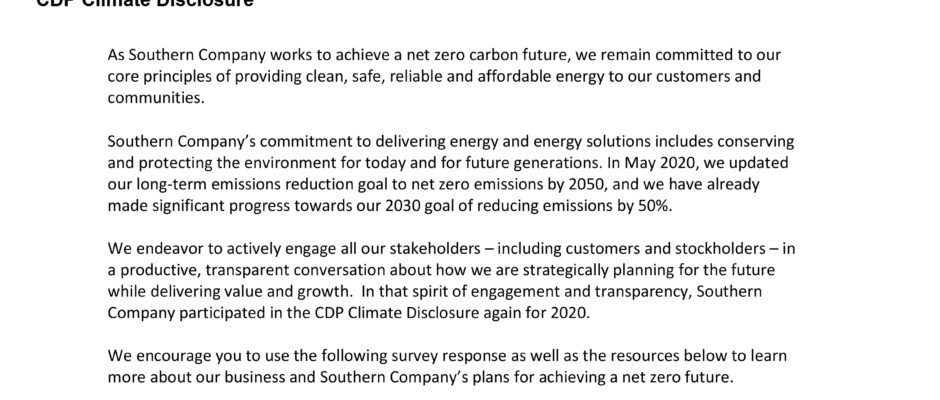 CDP Climate Disclosure
As Southern Company works to achieve a net zero carbon future, we remain committed to our
core principles of providing clean, safe, reliable and affordable energy to our customers and
communities.
Southern Company’s commitment to delivering energy and energy solutions includes conserving
and protecting the environment for today and for future generations. In May 2020, we updated
our long-term emissions reduction goal to net zero emissions by 2050, and we have already
made significant progress towards our 2030 goal of reducing emissions by 50%.
We endeavor to actively engage all our stakeholders – including customers and stockholders – in
a productive, transparent conversation about how we are strategically planning for the future
while delivering value and growth.  In that spirit of engagement and transparency, Southern
Company participated in the CDP Climate Disclosure again for 2020.
We encourage you to use the following survey response as well as the resources below to learn
more about our business and Southern Company’s plans for achieving a net zero future.